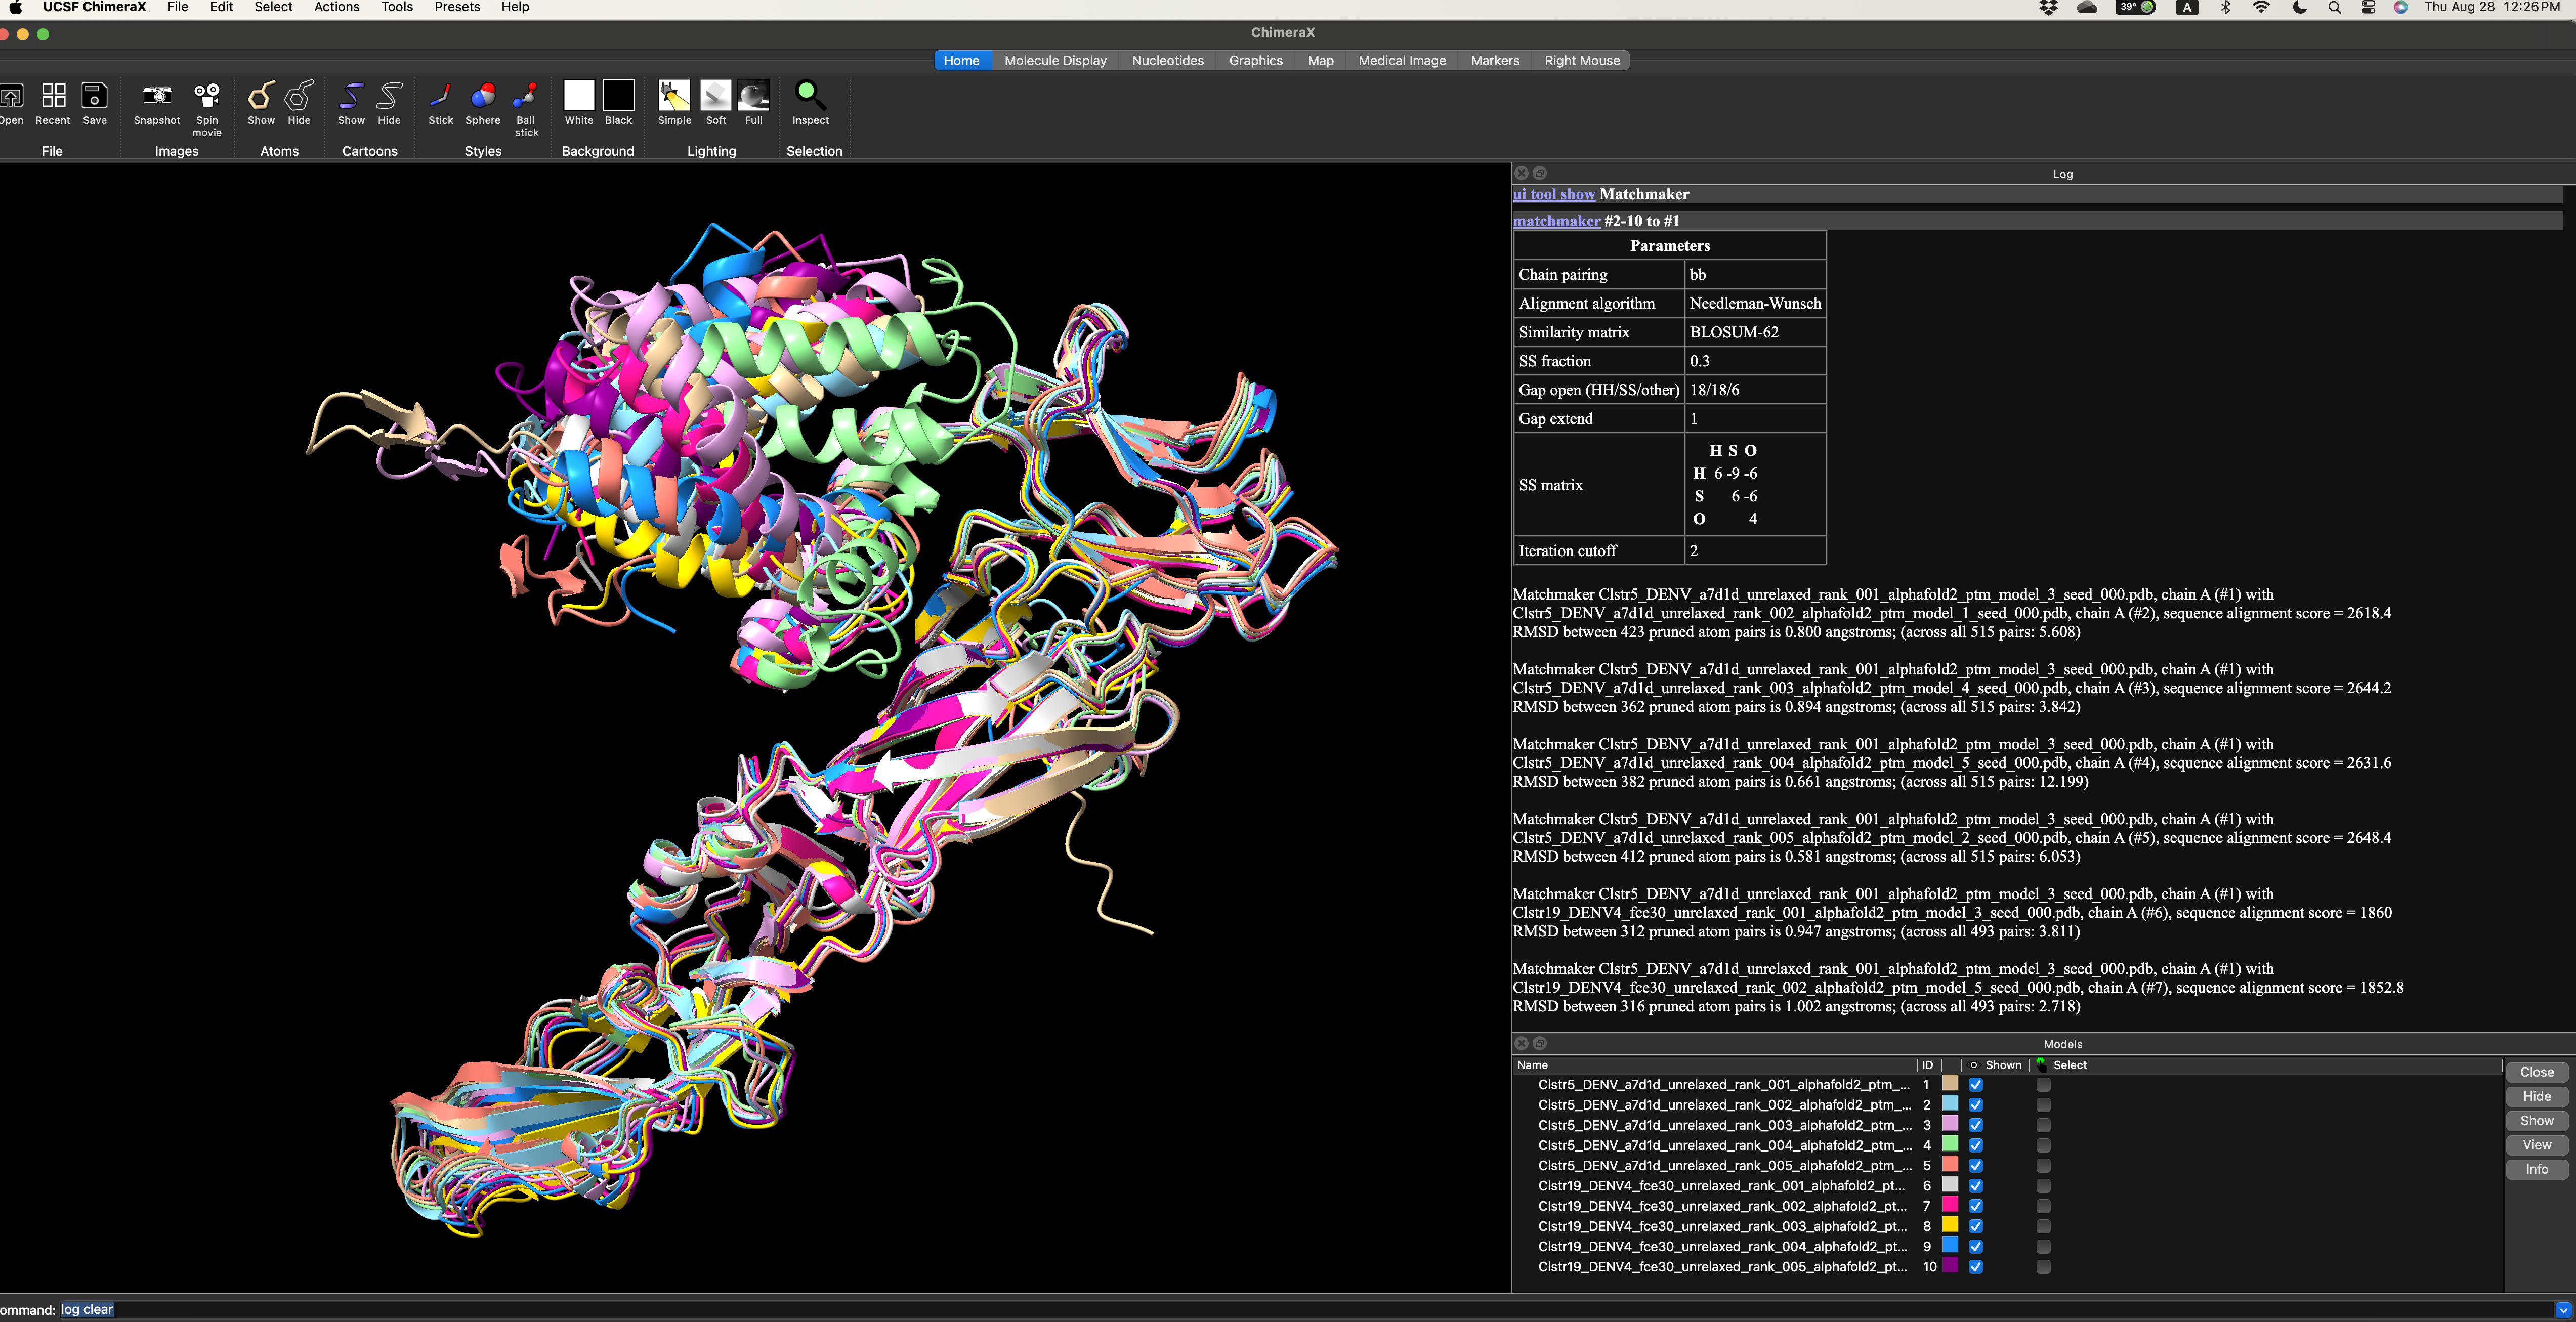 UCSF ChimeraX File Edit Select Actions Tools Presets Help
39° A Thu Aug 28 12:26 PM
ChimeraX
Home Molecule Display Nucleotides Graphics Map Medical Image Markers Right Mouse
Open Recent Save Snapshot Spin movie Show Hide Show Hide Stick Sphere Ball stick White Black Simple Soft Full Inspect
File Images Atoms Cartoons Styles Background Lighting Selection
Log
ui tool show Matchmaker
matchmaker #2-10 to #1
Parameters
Chain pairing bb
Alignment algorithm Needleman-Wunsch
Similarity matrix BLOSUM-62
SS fraction 0.3
Gap open (HH/SS/other) 18/18/6
Gap extend 1
SS matrix
H S O
H 6 -9 -6
S 6 -6
O 4
Iteration cutoff 2
Matchmaker Clstr5_DENV_a7d1d_unrelaxed_rank_001_alphafold2_ptm_model_3_seed_000.pdb, chain A (#1) with
Clstr5_DENV_a7d1d_unrelaxed_rank_002_alphafold2_ptm_model_1_seed_000.pdb, chain A (#2), sequence alignment score = 2618.4
RMSD between 423 pruned atom pairs is 0.800 angstroms; (across all 515 pairs: 5.608)
Matchmaker Clstr5_DENV_a7d1d_unrelaxed_rank_001_alphafold2_ptm_model_3_seed_000.pdb, chain A (#1) with
Clstr5_DENV_a7d1d_unrelaxed_rank_003_alphafold2_ptm_model_4_seed_000.pdb, chain A (#3), sequence alignment score = 2644.2
RMSD between 362 pruned atom pairs is 0.894 angstroms; (across all 515 pairs: 3.842)
Matchmaker Clstr5_DENV_a7d1d_unrelaxed_rank_001_alphafold2_ptm_model_3_seed_000.pdb, chain A (#1) with
Clstr5_DENV_a7d1d_unrelaxed_rank_004_alphafold2_ptm_model_5_seed_000.pdb, chain A (#4), sequence alignment score = 2631.6
RMSD between 382 pruned atom pairs is 0.661 angstroms; (across all 515 pairs: 12.199)
Matchmaker Clstr5_DENV_a7d1d_unrelaxed_rank_001_alphafold2_ptm_model_3_seed_000.pdb, chain A (#1) with
Clstr5_DENV_a7d1d_unrelaxed_rank_005_alphafold2_ptm_model_2_seed_000.pdb, chain A (#5), sequence alignment score = 2648.4
RMSD between 412 pruned atom pairs is 0.581 angstroms; (across all 515 pairs: 6.053)
Matchmaker Clstr5_DENV_a7d1d_unrelaxed_rank_001_alphafold2_ptm_model_3_seed_000.pdb, chain A (#1) with
Clstr19_DENV4_fce30_unrelaxed_rank_001_alphafold2_ptm_model_3_seed_000.pdb, chain A (#6), sequence alignment score = 1860
RMSD between 312 pruned atom pairs is 0.947 angstroms; (across all 493 pairs: 3.811)
Matchmaker Clstr5_DENV_a7d1d_unrelaxed_rank_001_alphafold2_ptm_model_3_seed_000.pdb, chain A (#1) with
Clstr19_DENV4_fce30_unrelaxed_rank_002_alphafold2_ptm_model_5_seed_000.pdb, chain A (#7), sequence alignment score = 1852.8
RMSD between 316 pruned atom pairs is 1.002 angstroms; (across all 493 pairs: 2.718)
Models
Name ID Shown Select
Clstr5_DENV_a7d1d_unrelaxed_rank_001_alphafold2_ptm_... 1
Clstr5_DENV_a7d1d_unrelaxed_rank_002_alphafold2_ptm_... 2
Clstr5_DENV_a7d1d_unrelaxed_rank_003_alphafold2_ptm_... 3
Clstr5_DENV_a7d1d_unrelaxed_rank_004_alphafold2_ptm_... 4
Clstr5_DENV_a7d1d_unrelaxed_rank_005_alphafold2_ptm_... 5
Clstr19_DENV4_fce30_unrelaxed_rank_001_alphafold2_pt... 6
Clstr19_DENV4_fce30_unrelaxed_rank_002_alphafold2_pt... 7
Clstr19_DENV4_fce30_unrelaxed_rank_003_alphafold2_pt... 8
Clstr19_DENV4_fce30_unrelaxed_rank_004_alphafold2_pt... 9
Clstr19_DENV4_fce30_unrelaxed_rank_005_alphafold2_pt... 10
Close
Hide
Show
View
Info
ommand: log clear